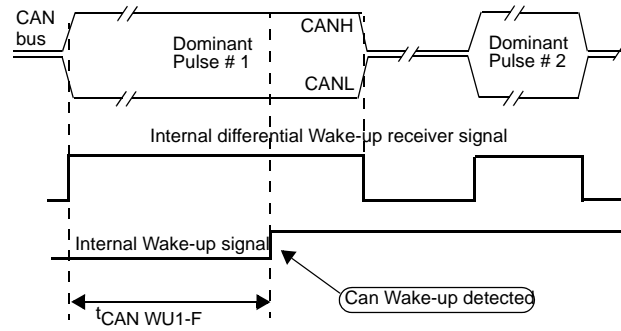 CAN
bus
CANH
Dominant
Pulse # 1
Dominant
Pulse # 2
CANL
Internal differential Wake-up receiver signal
Internal Wake-up signal
Can Wake-up detected
tCAN WU1-F